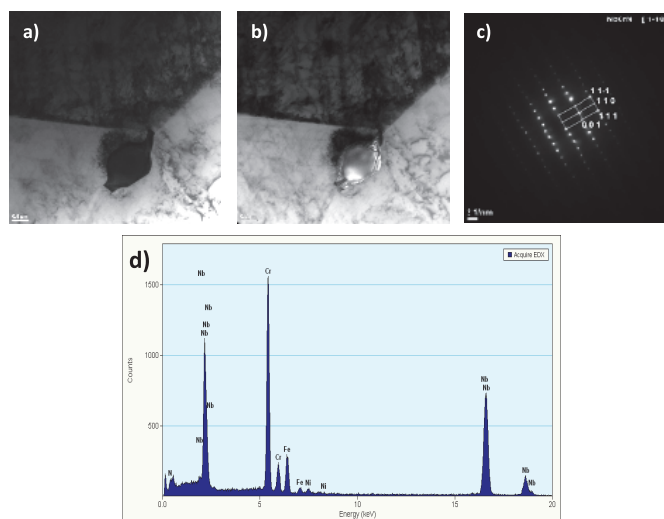 a)
b)
c)
1 1 -1
1 1 0
1 1 1
0 0 1
d)
Acquire EDX
Counts
1500
1000
500
Nb
Nb
Nb
Nb
Nb
Nb
N
Cr
Cr
Fe
Fe
Ni
Ni
Nb
Nb
Nb
Nb
0.0
5
10
15
20
Energy (keV)